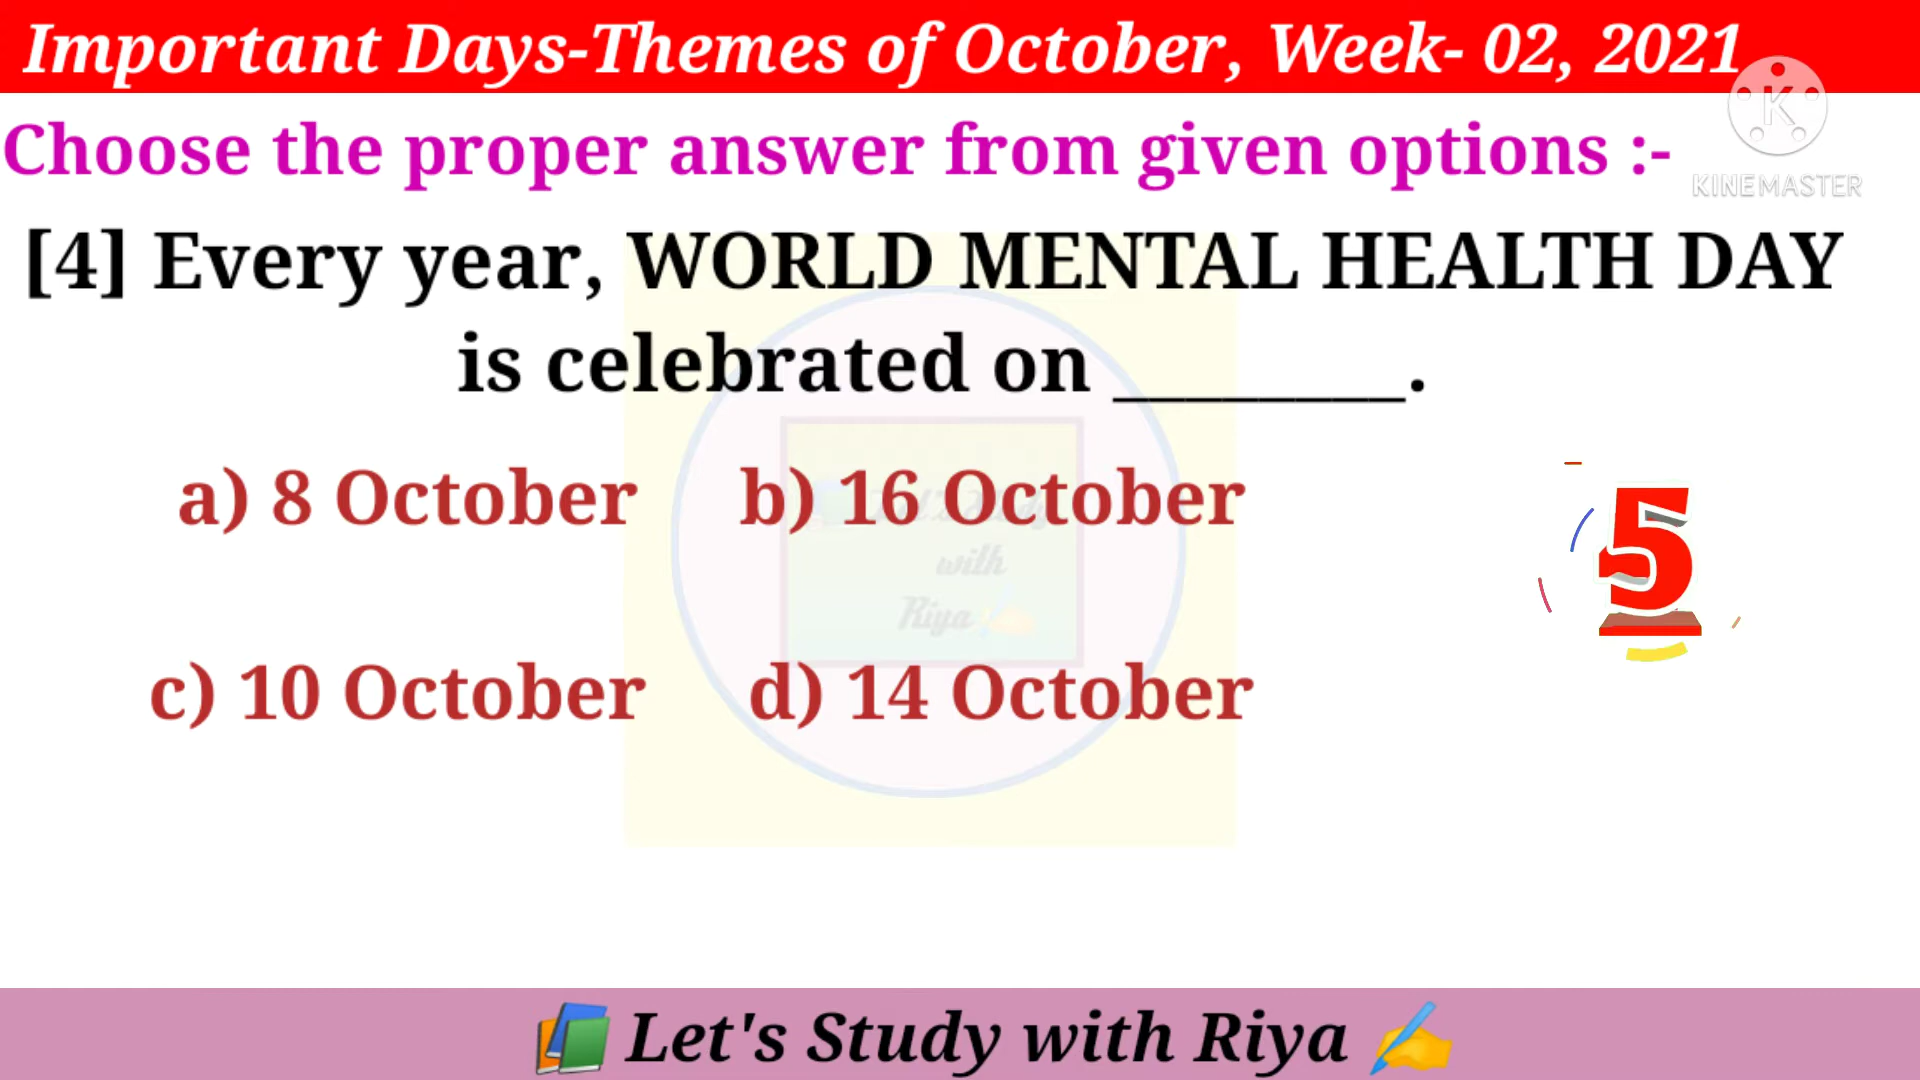 Important Days-Themes of October, Week- 02, 2021
Choose the proper answer from given options :-
KINEMASTER
[4] Every year, WORLD MENTAL HEALTH DAY
is celebrated on ________.
a) 8 October b) 16 October
with
Riya
5
c) 10 October d) 14 October
Let's Study with Riya